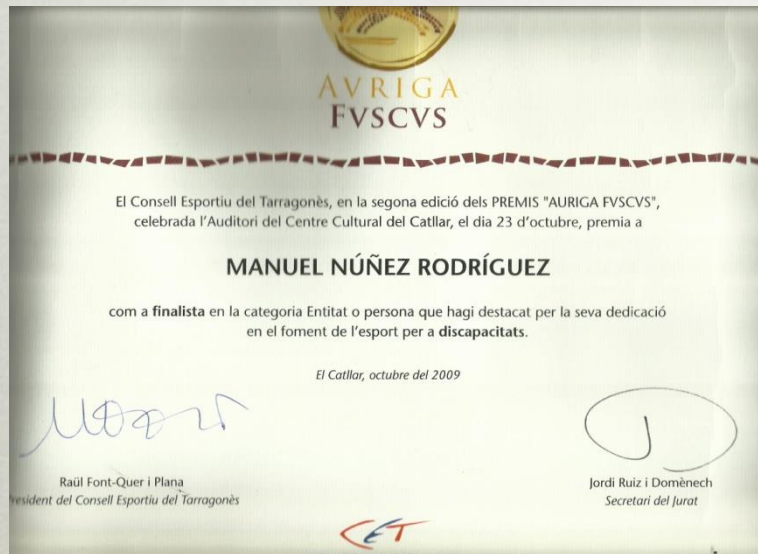 AVRIGA
FVSCVS
El Consell Esportiu del Tarragonès, en la segona edició dels PREMIS "AURIGA FVSCVS",
celebrada l'Auditori del Centre Cultural del Catllar, el dia 23 d'octubre, premia a
MANUEL NÚÑEZ RODRÍGUEZ
com a finalista en la categoria Entitat o persona que hagi destacat per la seva dedicació
en el foment de l'esport per a discapacitats.
El Catllar, octubre del 2009
Raül Font-Quer i Plana
President del Consell Esportiu del Tarragonès
Jordi Ruiz i Domènech
Secretari del Jurat
CET